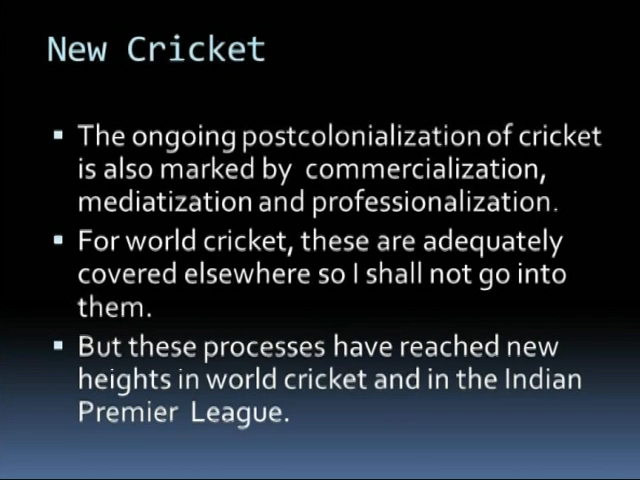 New Cricket
▪ The ongoing postcolonialization of cricket
is also marked by commercialization,
mediatization and professionalization.
▪ For world cricket, these are adequately
covered elsewhere so I shall not go into
them.
▪ But these processes have reached new
heights in world cricket and in the Indian
Premier League.